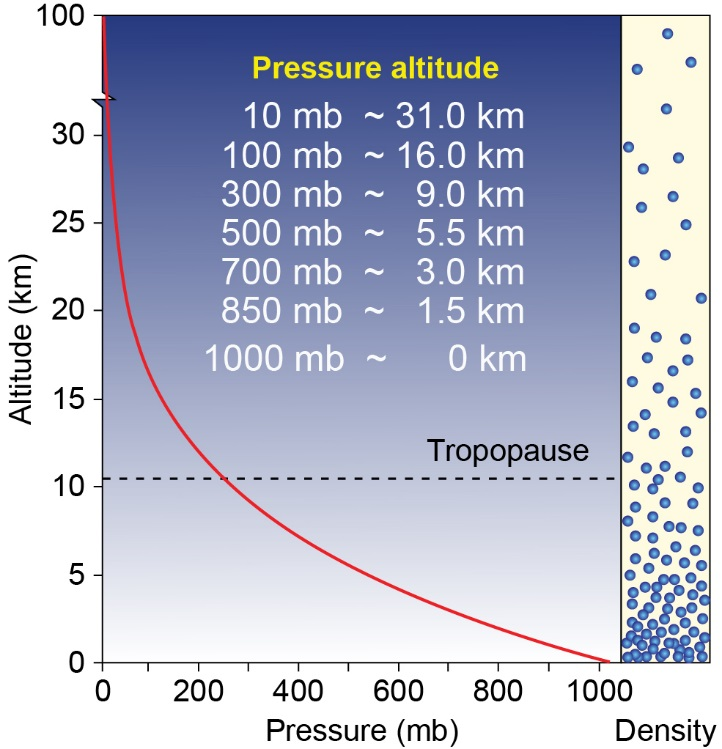 100
30
25
20
15
10
5
0
Altitude (km)
Pressure altitude
10 mb ~ 31.0 km
100 mb ~ 16.0 km
300 mb ~ 9.0 km
500 mb ~ 5.5 km
700 mb ~ 3.0 km
850 mb ~ 1.5 km
1000 mb ~ 0 km
Tropopause
0 200 400 600 800 1000
Pressure (mb) Density